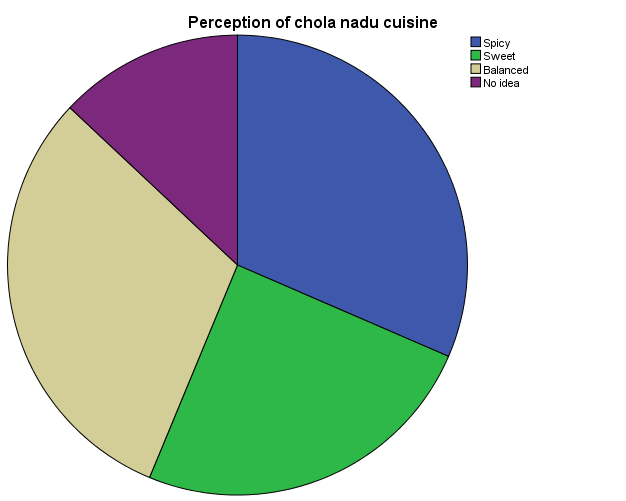 Perception of chola nadu cuisine
Spicy
Sweet
Balanced
No idea